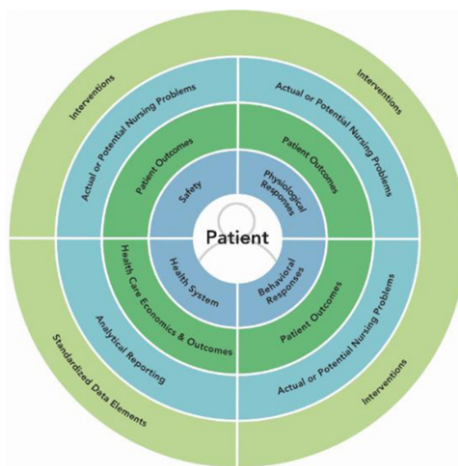 Interventions
Interventions
Actual or Potential Nursing Problems
Actual or Potential Nursing Problems
Patient Outcomes
Patient Outcomes
Safety
Physiological
Responses
Patient
Health System
Behavioral
Responses
Health Care Economics & Outcomes
Patient Outcomes
Analytical Reporting
Actual or Potential Nursing Problems
Standardized Data Elements
Interventions